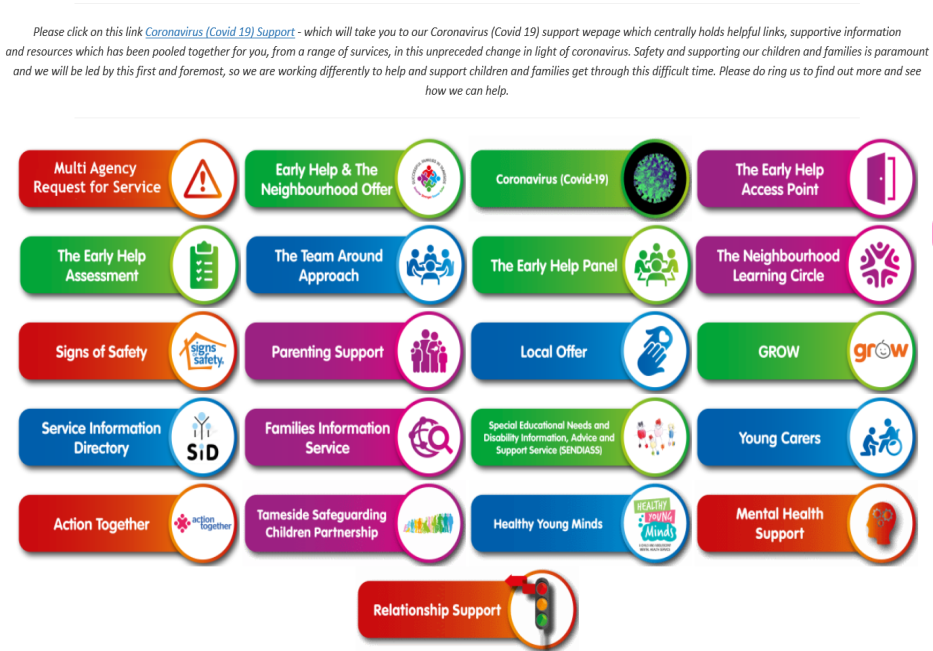 Please click on this link Coronavirus (Covid 19) Support - which will take you to our Coronavirus (Covid 19) support wepage which centrally holds helpful links, supportive information
and resources which has been pooled together for you, from a range of survices, in this unpreceded change in light of coronavirus. Safety and supporting our children and families is paramount
and we will be led by this first and foremost, so we are working differently to help and support children and families get through this difficult time. Please do ring us to find out more and see
how we can help.
Multi Agency
Request for Service
Early Help & The
Neighbourhood Offer
Coronavirus (Covid-19)
The Early Help
Access Point
The Early Help
Assessment
The Team Around
Approach
The Early Help Panel
The Neighbourhood
Learning Circle
Signs of Safety
signs
of
safety
Parenting Support
Local Offer
GROW
grow
Service Information
Directory
SiD
Families Information
Service
Special Educational Needs and
Disability Information, Advice and
Support Service (SENDIASS)
Young Carers
Action Together
action
together
Tameside Safeguarding
Children Partnership
Healthy Young Minds
HEALTHY
YOUNG
Minds
Mental Health
Support
Relationship Support